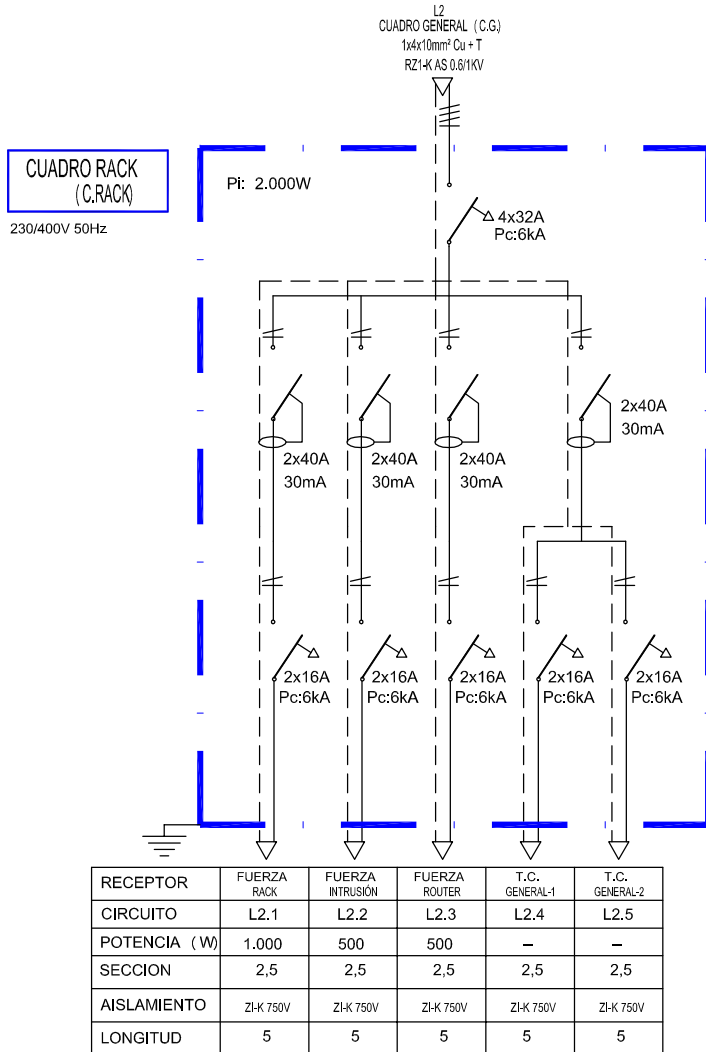 L2
CUADRO GENERAL (C.G.)
1x4x10mm² Cu + T
RZ1-K AS 0.6/1KV
CUADRO RACK
(C.RACK)
230/400V 50Hz
Pi: 2.000W
4x32A
Pc:6kA
2x40A
30mA
2x40A
30mA
2x40A
30mA
2x40A
30mA
2x16A
Pc:6kA
2x16A
Pc:6kA
2x16A
Pc:6kA
2x16A
Pc:6kA
2x16A
Pc:6kA
RECEPTOR FUERZA RACK FUERZA INTRUSIÓN FUERZA ROUTER T.C. GENERAL-1 T.C. GENERAL-2
CIRCUITO L2.1 L2.2 L2.3 L2.4 L2.5
POTENCIA (W) 1.000 500 500 – –
SECCION 2,5 2,5 2,5 2,5 2,5
AISLAMIENTO ZI-K 750V ZI-K 750V ZI-K 750V ZI-K 750V ZI-K 750V
LONGITUD 5 5 5 5 5